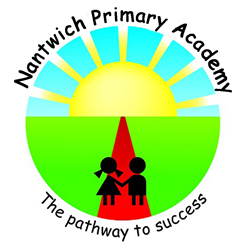 Nantwich Primary Academy
The pathway to success